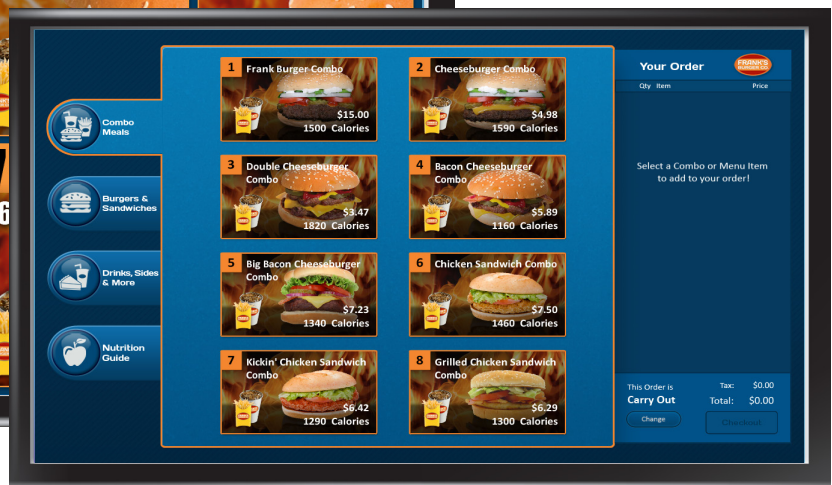 7
6
Combo
Meals
Burgers &
Sandwiches
Drinks, Sides
& More
Nutrition
Guide
1 Frank Burger Combo
$15.00
1500 Calories
2 Cheeseburger Combo
$4.98
1590 Calories
3 Double Cheeseburger
Combo
$3.47
1820 Calories
4 Bacon Cheeseburger
Combo
$5.89
1160 Calories
5 Big Bacon Cheeseburger
Combo
$7.23
1340 Calories
6 Chicken Sandwich Combo
$7.50
1460 Calories
7 Kickin' Chicken Sandwich
Combo
$6.42
1290 Calories
8 Grilled Chicken Sandwich
Combo
$6.29
1300 Calories
Your Order
FRANK'S
BURGER CO.
Qty Item Price
Select a Combo or Menu Item
to add to your order!
This Order is
Carry Out
Change
Tax: $0.00
Total: $0.00
Checkout